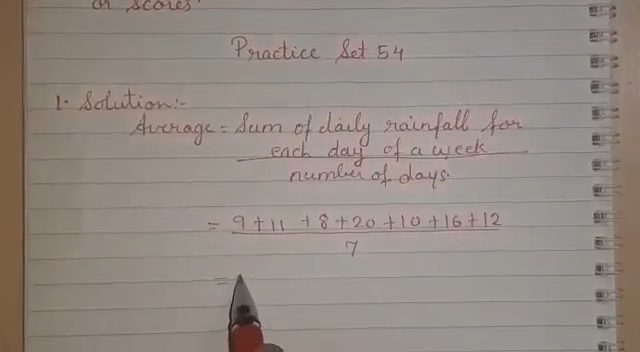 or scores
Practice Set 54
1. Solution:-
Average = Sum of daily rainfall for
each day of a week
number of days.
= 9+11 +8+20 +10+16+12
7
=